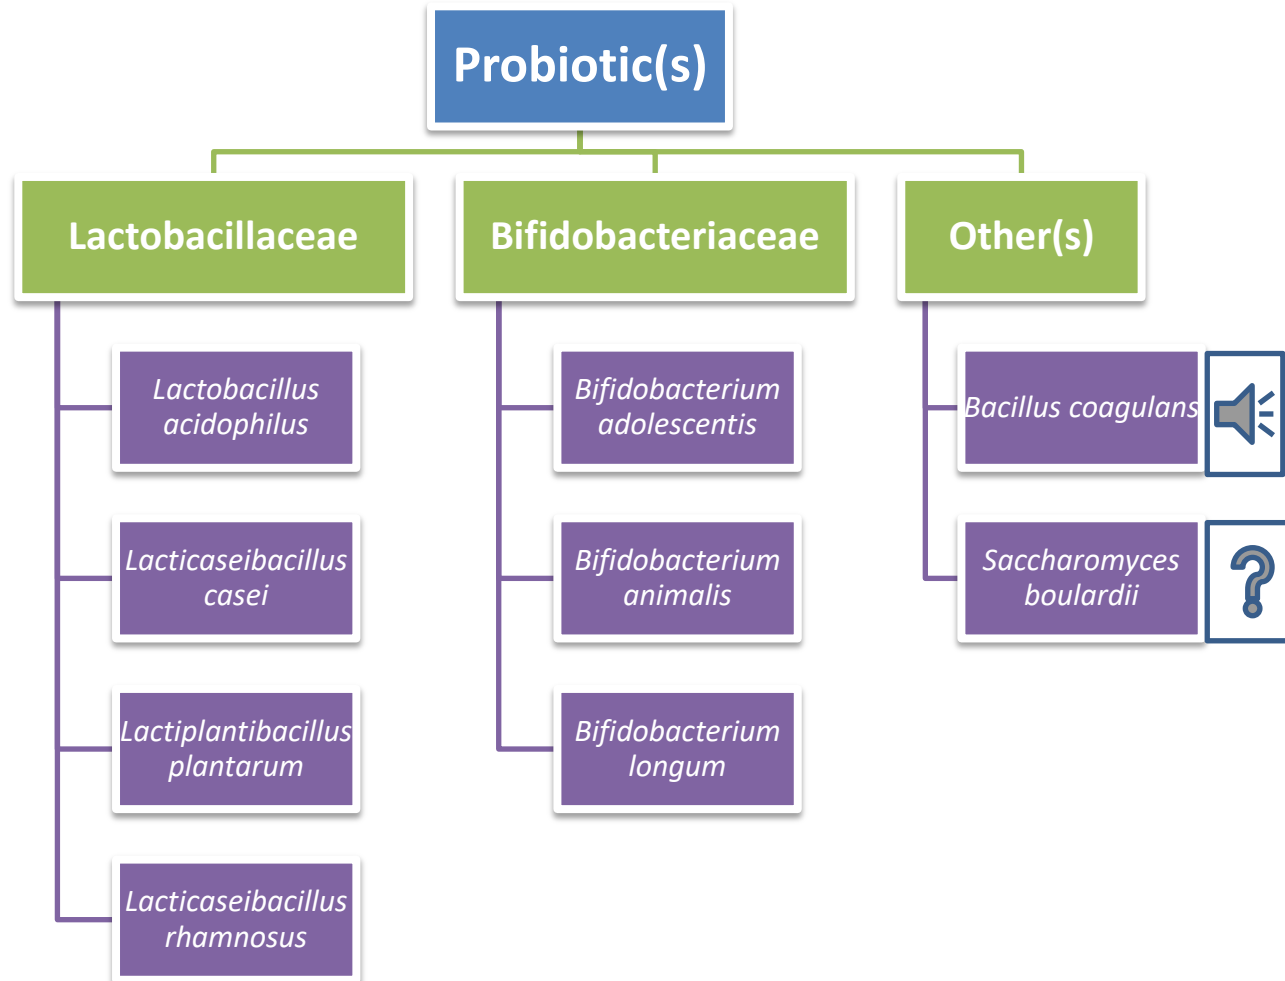 Probiotic(s)
Lactobacillaceae
Lactobacillus
acidophilus
Lacticaseibacillus
casei
Lactiplantibacillus
plantarum
Lacticaseibacillus
rhamnosus
Bifidobacteriaceae
Bifidobacterium
adolescentis
Bifidobacterium
animalis
Bifidobacterium
longum
Other(s)
Bacillus coagulans
Saccharomyces
boulardii
?